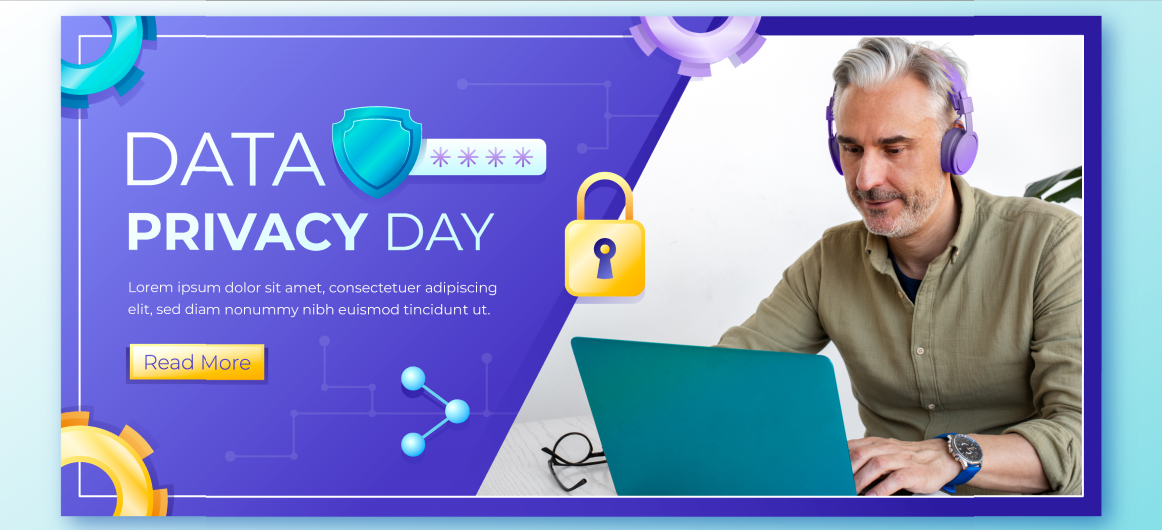 DATA
****
PRIVACY DAY
Lorem ipsum dolor sit amet, consectetuer adipiscing
elit, sed diam nonummy nibh euismod tincidunt ut.
Read More